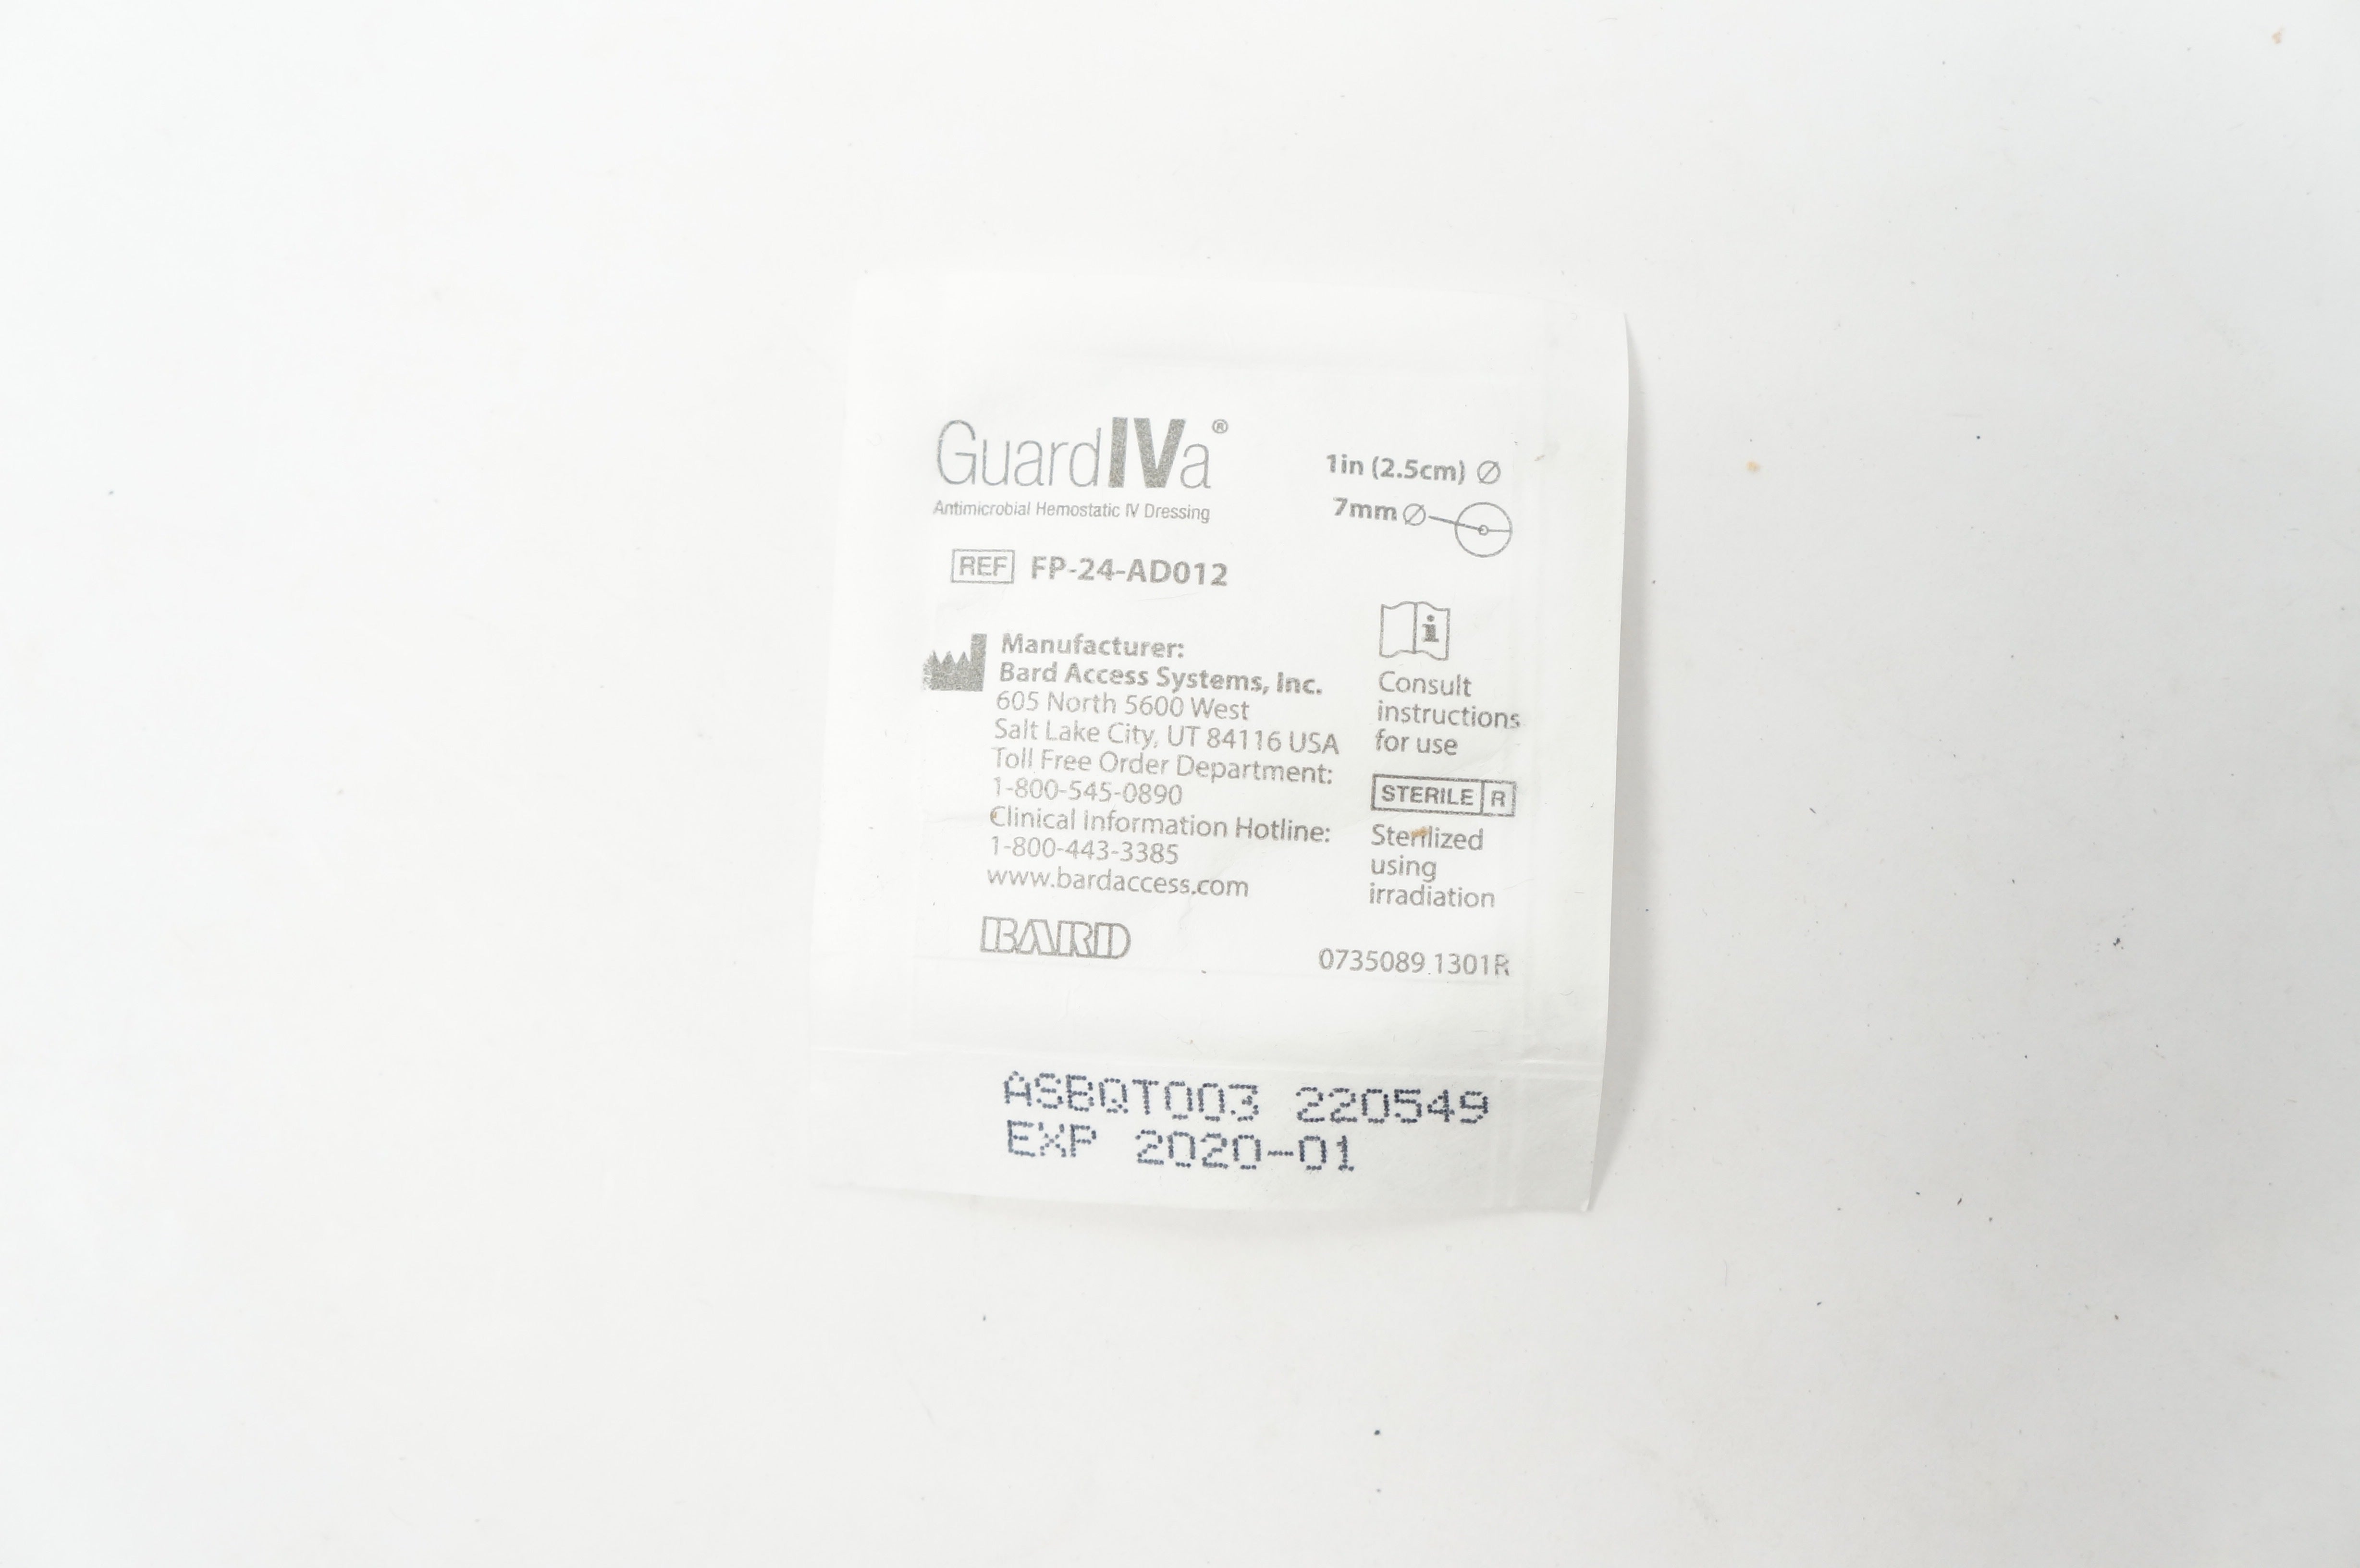 GuardIVa®
Antimicrobial Hemostatic IV Dressing
1in (2.5cm) Ø
7mm Ø
REF FP-24-AD012
Manufacturer:
Bard Access Systems, Inc.
605 North 5600 West
Salt Lake City, UT 84116 USA
Toll Free Order Department:
1-800-545-0890
Clinical Information Hotline:
1-800-443-3385
www.bardaccess.com
BARD
i
Consult
instructions
for use
STERILE R
Sterilized
using
irradiation
0735089 1301R
ASBQT003 220549
EXP 2020-01